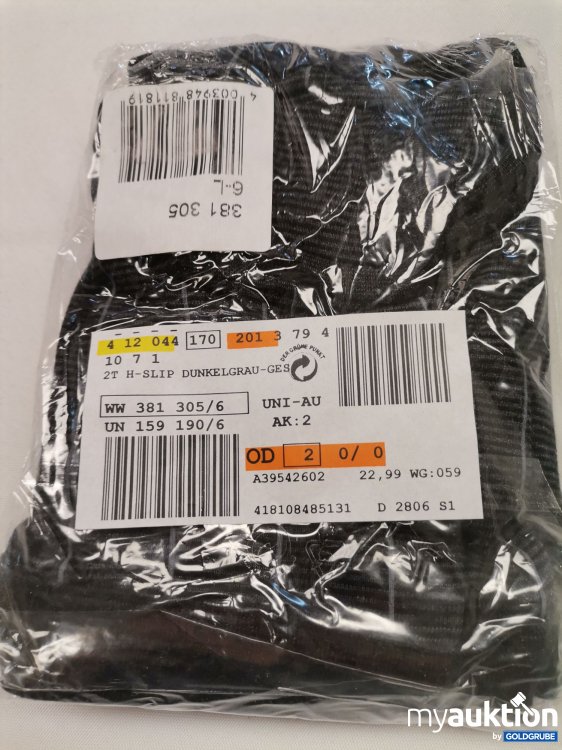 4 003948 811819
381 305
6-L
4 12 044 170 201 3 79 4
10 7 1
2T H-SLIP DUNKELGRAU-GES
DER GRÜNE PUNKT
WW 381 305/6
UNI-AU
UN 159 190/6
AK:2
OD 2 0/ 0
A39542602 22,99 WG:059
418108485131 D 2806 S1
myauktion
by GOLDGRUBE